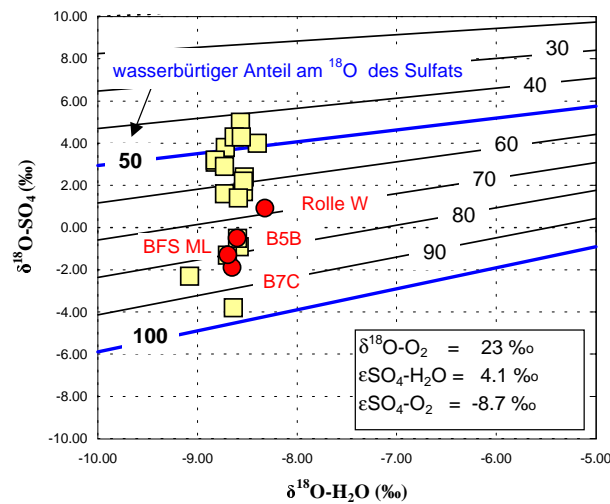 10.00
8.00
6.00
4.00
2.00
0.00
-2.00
-4.00
-6.00
-8.00
10.00
δ18O-SO4 (‰)
wasserbürtiger Anteil am 18O des Sulfats
30
40
50
60
70
80
90
100
Rolle W
B5B
BFS ML
B7C
δ18O-O2 = 23 ‰
εSO4-H2O = 4.1 ‰
εSO4-O2 = -8.7 ‰
-10.00 -9.00 -8.00 -7.00 -6.00 -5.00
δ18O-H2O (‰)